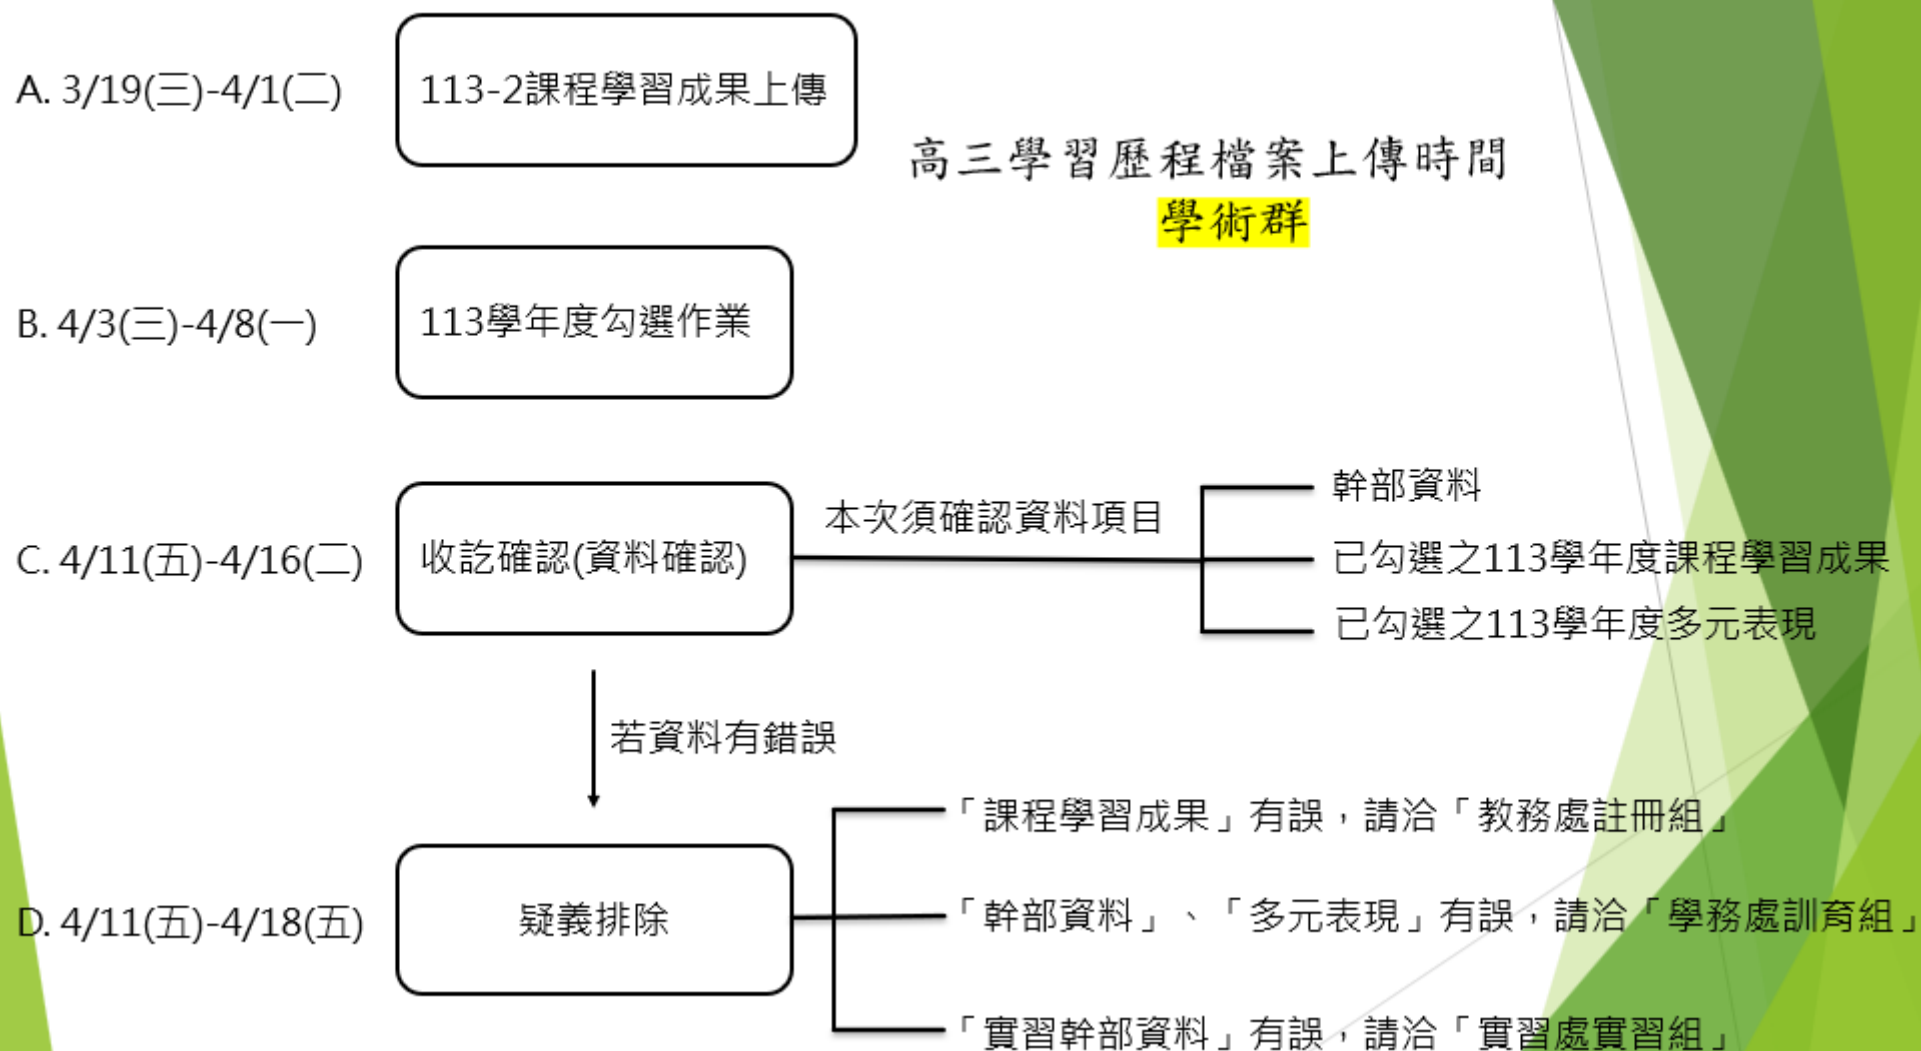 A. 3/19(三)-4/1(二)
113-2課程學習成果上傳
高三學習歷程檔案上傳時間
學術群
B. 4/3(三)-4/8(一)
113學年度勾選作業
C. 4/11(五)-4/16(二)
收訖確認(資料確認)
本次須確認資料項目
幹部資料
已勾選之113學年度課程學習成果
已勾選之113學年度多元表現
若資料有錯誤
D. 4/11(五)-4/18(五)
疑義排除
「課程學習成果」有誤，請洽「教務處註冊組」
「幹部資料」、「多元表現」有誤，請洽「學務處訓育組」
「實習幹部資料」有誤，請洽「實習處實習組」